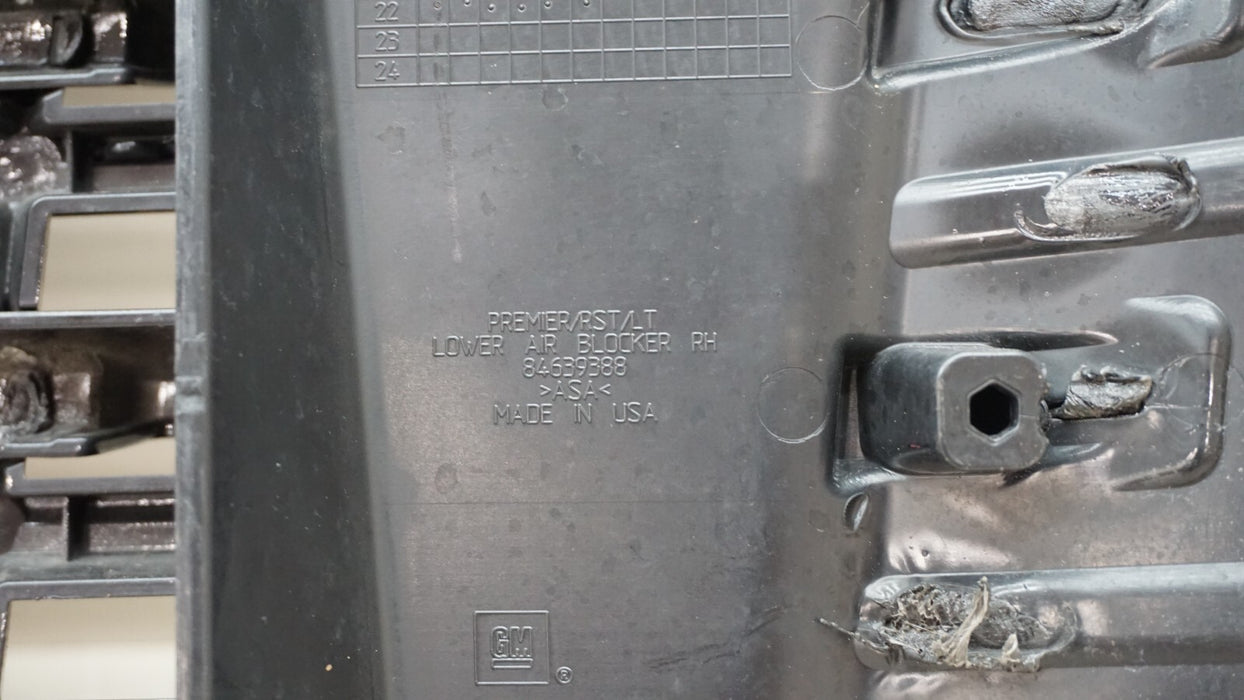 22
23
24
PREMIER/RST/LT
LOWER AIR BLOCKER RH
84639388
>ASA<
MADE IN USA
GM
®